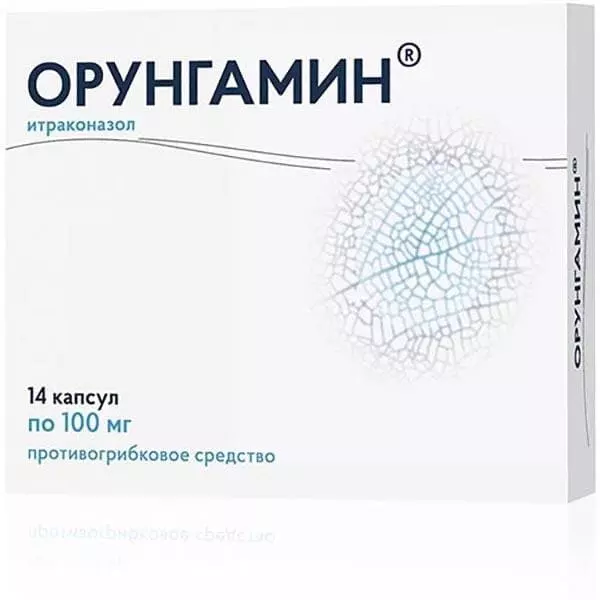 ОРУНГАМИН®
итраконазол
14 капсул
по 100 мг
противогрибковое средство
ОРУНГАМИН®